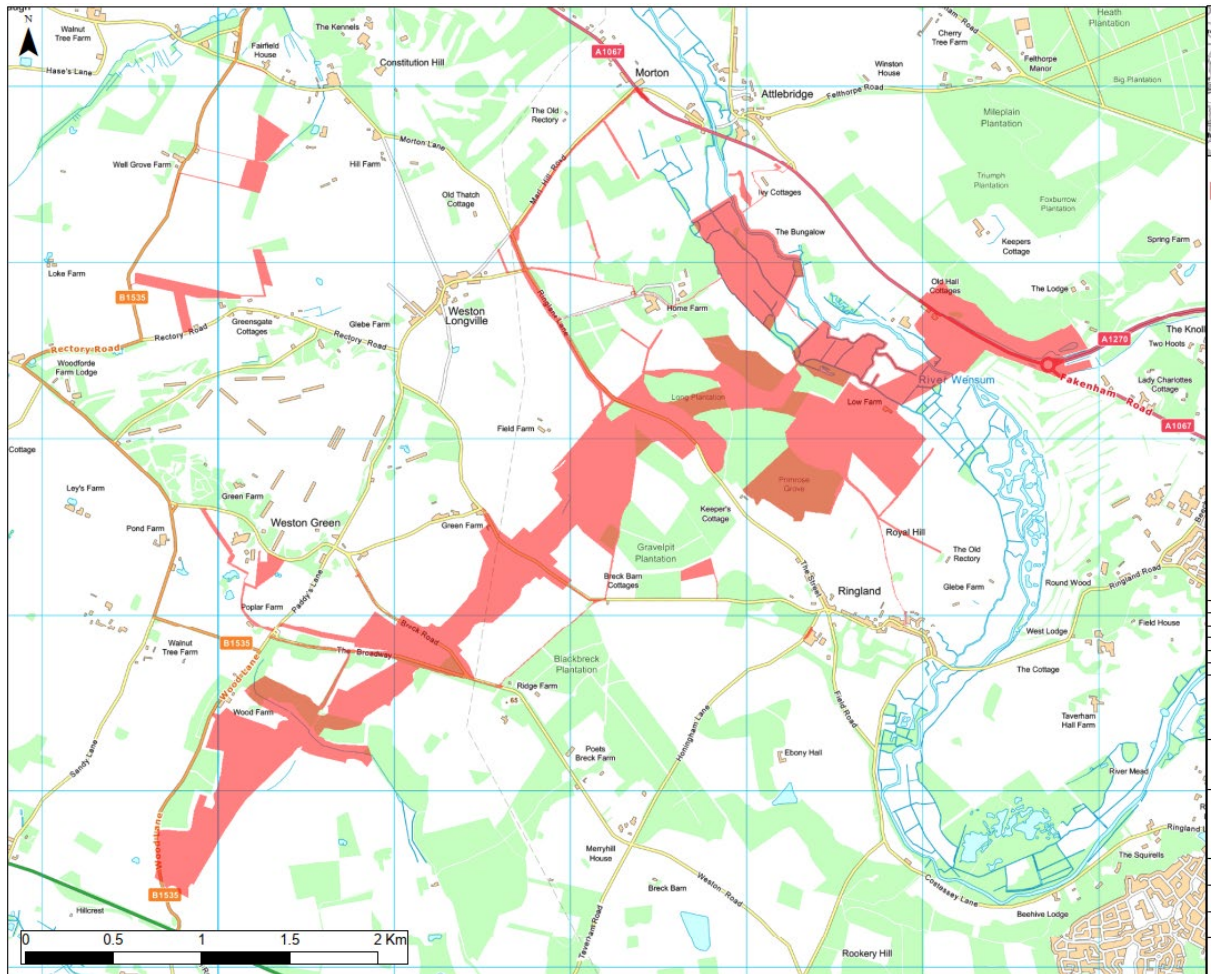 N
Walnut
Tree Farm
Hase's Lane
Fairfield
House
The Kennels
Constitution Hill
A1067
Morton
Attlebridge
Winston
House
Felthorpe Road
Road
Cherry
Tree Farm
Felthorpe
Manor
Heath
Plantation
Big Plantation
Mileplain
Plantation
The Old
Rectory
Morton Lane
Marl Hill Road
Well Grove Farm
Hill Farm
Old Thatch
Cottage
Ivy Cottages
Triumph
Plantation
Foxburrow
Plantation
The Bungalow
Keepers
Cottage
Spring Farm
Loke Farm
B1535
Rectory Road
Greensgate
Cottages
Glebe Farm
Rectory Road
Weston
Longville
Ringland Lane
Home Farm
Old Hall
Cottages
The Lodge
A1270
The Knoll
Two Hoots
Rectory Road
Woodforde
Farm Lodge
River Wensum
Fakenham Road
Lady Charlottes
Cottage
A1067
Long Plantation
Low Farm
Field Farm
Cottage
Ley's Farm
Green Farm
Pond Farm
Weston Green
Green Farm
Primrose
Grove
Keeper's
Cottage
Gravelpit
Plantation
Royal Hill
The Old
Rectory
Breck Barn
Cottages
The Street
Ringland
Glebe Farm
Round Wood
Ringland Road
Paddy's Lane
Poplar Farm
Breck Road
Walnut
Tree Farm
B1535
The Broadway
West Lodge
Field House
The Cottage
Blackbreck
Plantation
Ridge Farm
63
Wood Lane
Wood Farm
Sandy Lane
Poets
Breck Farm
Honingham Lane
Field Road
Ebony Hall
Taverham
Hall Farm
River Mead
Ringland L
Wood Lane
B1535
Merryhill
House
Breck Barn
Weston Road
Taverham Road
Costessey Lane
The Squirells
Beehive Lodge
Rookery Hill
Hillcrest
0 0.5 1 1.5 2 Km